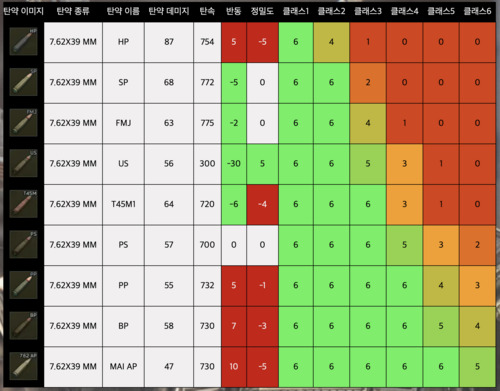 탄약 이미지 탄약 종류 탄약 이름 탄약 데미지 탄속 반동 정밀도 클래스1 클래스2 클래스3 클래스4 클래스5 클래스6
HP 7.62X39 MM HP 87 754 5 -5 6 4 1 0 0 0
SP 7.62X39 MM SP 68 772 -5 0 6 6 2 0 0 0
FMJ 7.62X39 MM FMJ 63 775 -2 0 6 6 4 1 0 0
US 7.62X39 MM US 56 300 -30 5 6 6 5 3 1 0
T45M 7.62X39 MM T45M1 64 720 -6 -4 6 6 6 3 1 0
PS 7.62X39 MM PS 57 700 0 0 6 6 6 5 3 2
PP 7.62X39 MM PP 55 732 5 -1 6 6 6 6 4 3
BP 7.62X39 MM BP 58 730 7 -3 6 6 6 6 5 4
762 AP 7.62X39 MM MAI AP 47 730 10 -5 6 6 6 6 6 5